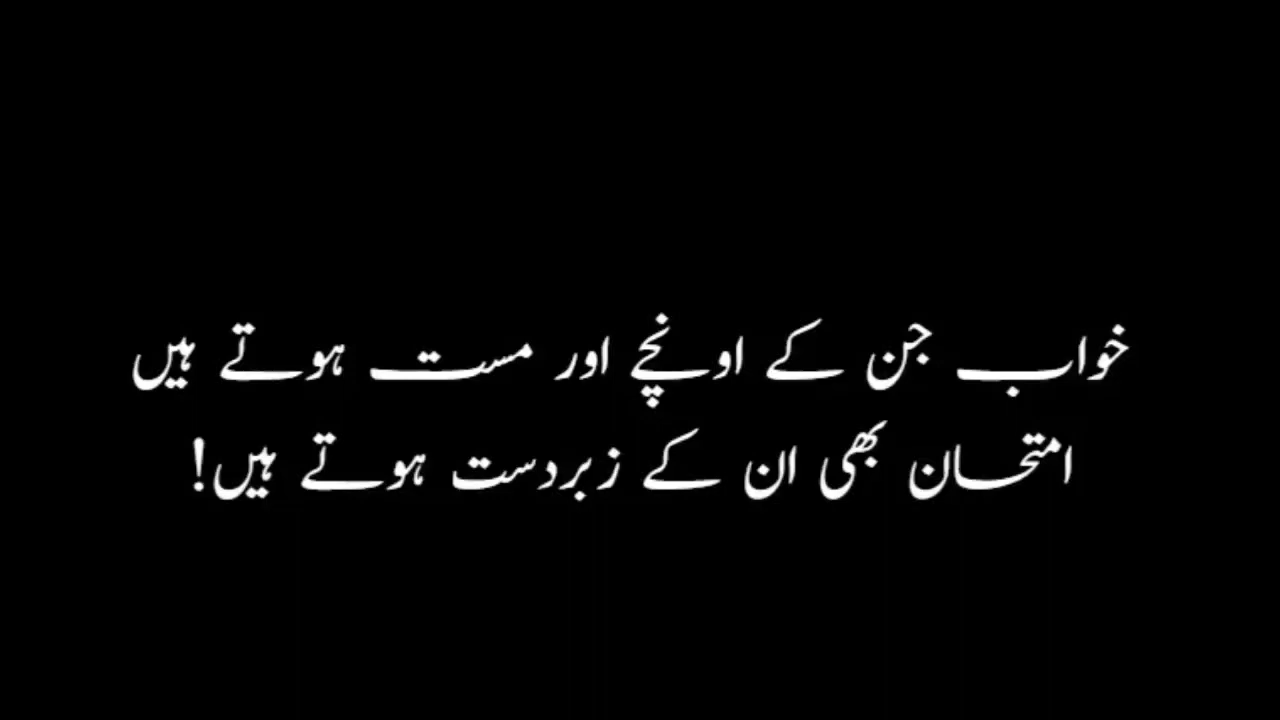 خواب جن کے اونچے اور مست ہوتے ہیں
امتحان بھی ان کے زبردست ہوتے ہیں!